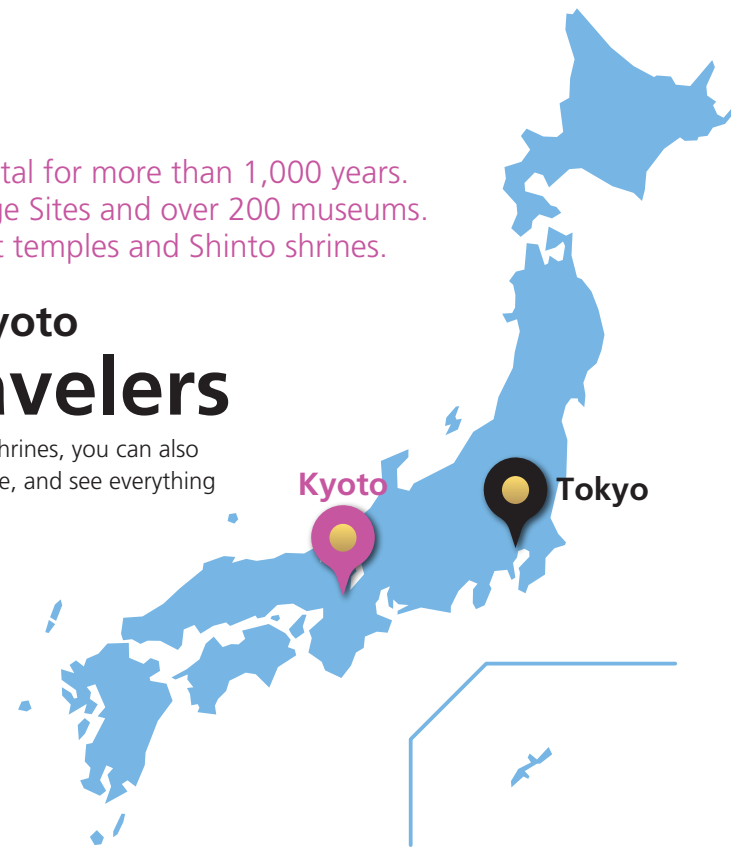 tal for more than 1,000 years.
ge Sites and over 200 museums.
t temples and Shinto shrines.
yoto
avelers
hrines, you can also
e, and see everything
Kyoto
Tokyo